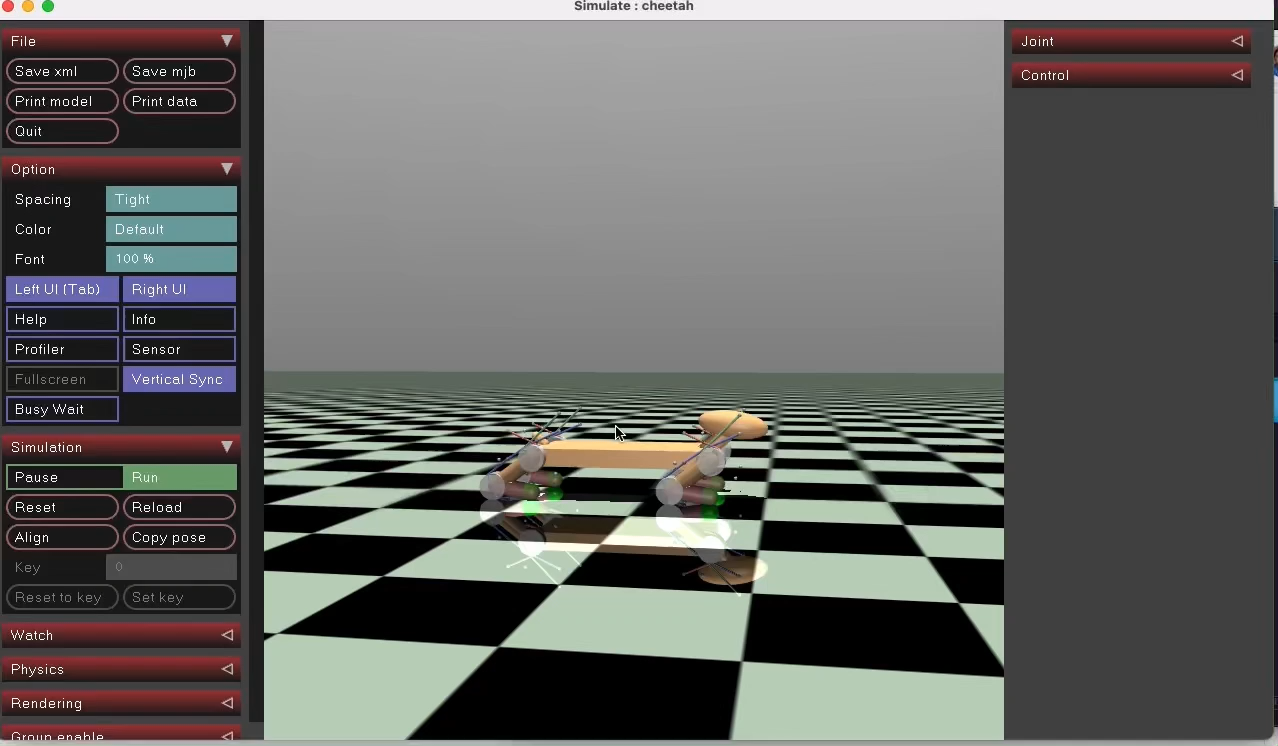 Simulate : cheetah
File
Save xml Save mjb
Print model Print data
Quit
Option
Spacing Tight
Color Default
Font 100 %
Left UI (Tab) Right UI
Help Info
Profiler Sensor
Fullscreen Vertical Sync
Busy Wait
Simulation
Pause Run
Reset Reload
Align Copy pose
Key 0
Reset to key Set key
Watch
Physics
Rendering
Group enable
Joint
Control